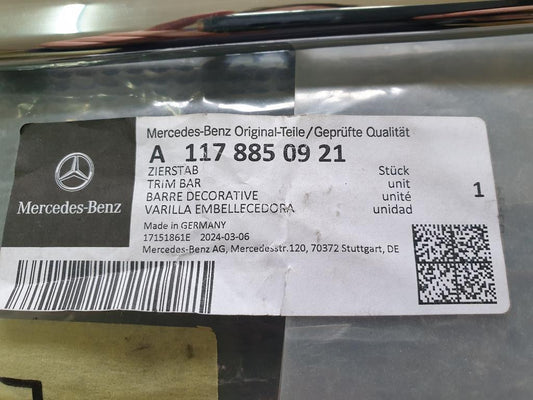 Mercedes-Benz Original-Teile/Geprüfte Qualität
A 117 885 09 21
ZIERSTAB Stück
TRIM BAR unit
BARRE DECORATIVE unité 1
VARILLA EMBELLECEDORA unidad
Mercedes-Benz
Made in GERMANY
17151861E 2024-03-06
Mercedes-Benz AG, Mercedesstr.120, 70372 Stuttgart, DE